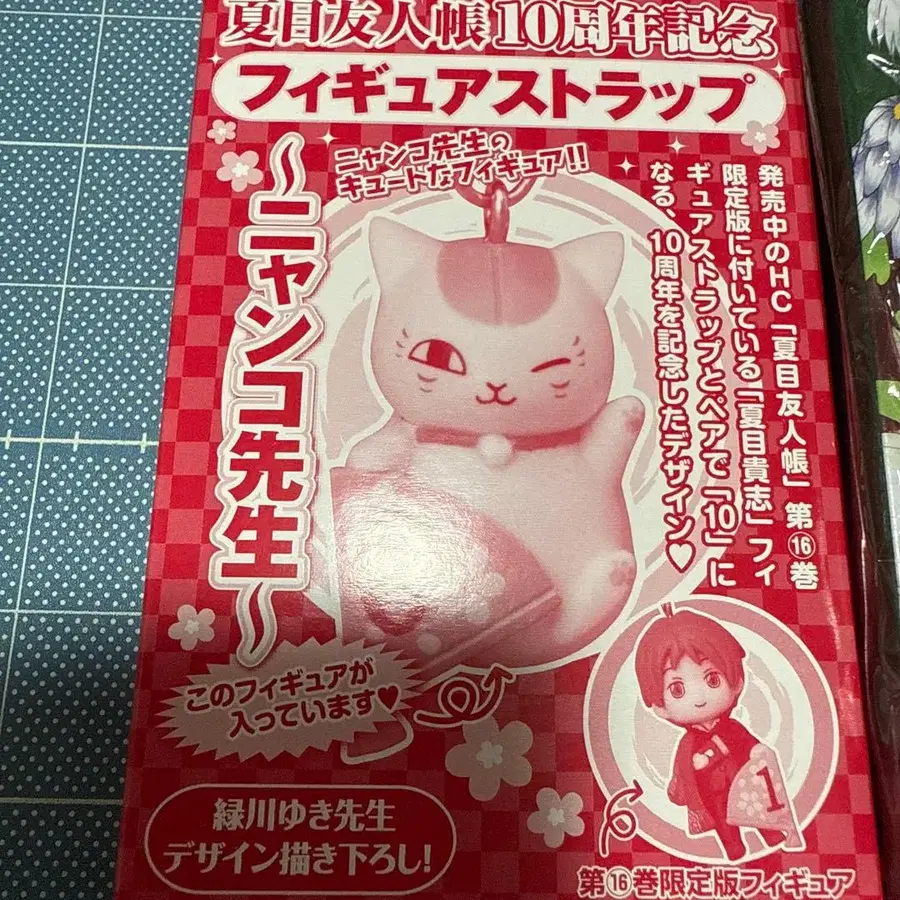 夏目友人帳 10周年記念
フィギュアストラップ
～ニャンコ先生～
ニャンコ先生の
キュートなフィギュア!!
発売中のHC「夏目友人帳」第⑯巻
限定版に付いている「夏目貴志」フィ
ギュアストラップとペアで「10」に
なる、10周年を記念したデザイン♥
このフィギュアが
入っています♥
緑川ゆき先生
デザイン描き下ろし!
1
第⑯巻限定版フィギュア